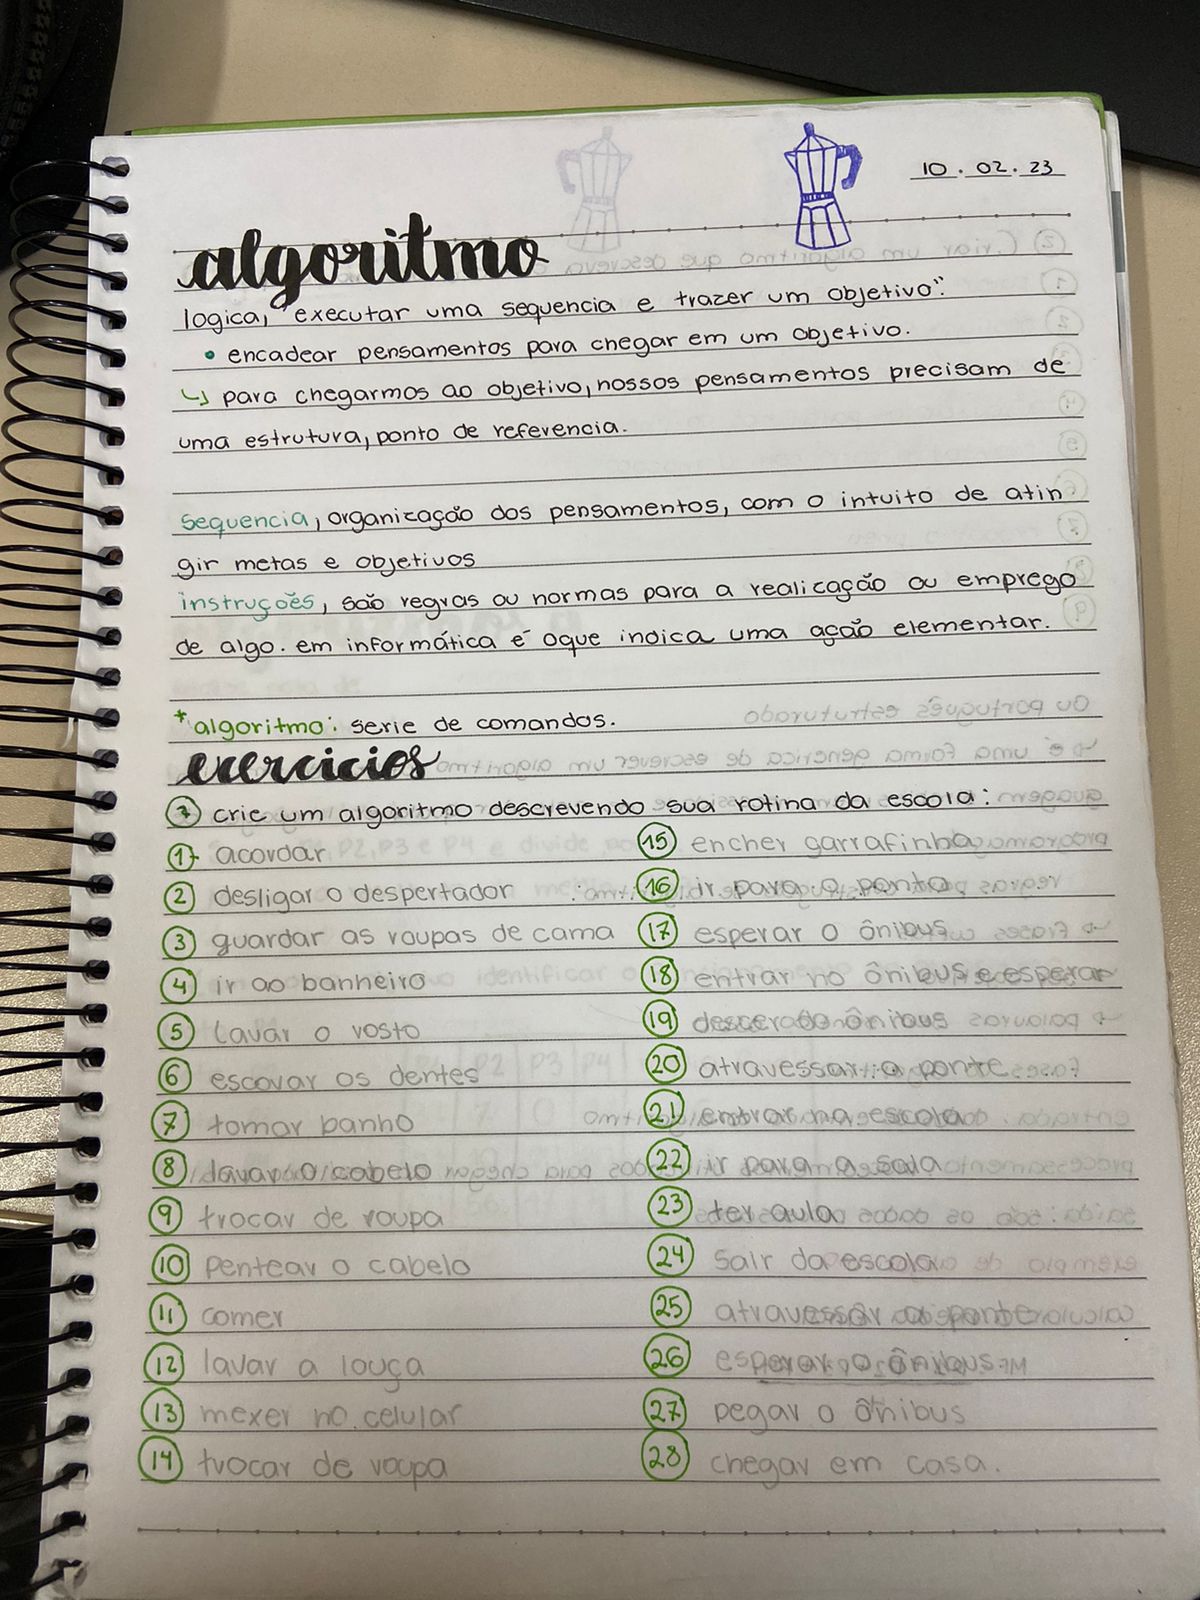 10.02.23
algoritmo
logica, "executar uma sequencia e trazer um objetivo".
• encadear pensamentos para chegar em um objetivo.
↳ para chegarmos ao objetivo, nossos pensamentos precisam de
uma estrutura, ponto de referencia.
sequencia, organização dos pensamentos, com o intuito de atin
gir metas e objetivos
instruções, são regras ou normas para a realicação ou emprego
de algo. em informática é oque indica uma ação elementar.
*algoritmo: serie de comandos.
exercicios
1 crie um algoritmo descrevendo sua rotina da escola:
1 acordar
2 desligar o despertador
3 guardar as roupas de cama
4 ir ao banheiro
5 lavar o rosto
6 escovar os dentes
7 tomar banho
8 lavar o cabelo
9 trocar de roupa
10 pentear o cabelo
11 comer
12 lavar a louça
13 mexer no celular
14 trocar de roupa
15 encher garrafinha
16 ir para o ponto
17 esperar o ônibus
18 entrar no ônibus e esperar
19 descer do ônibus
20 atravessar a ponte
21 entrar na escola
22 ir para a sala
23 ter aula
24 sair da escola
25 atravessar a ponte
26 esperar o ônibus
27 pegar o ônibus
28 chegar em casa.